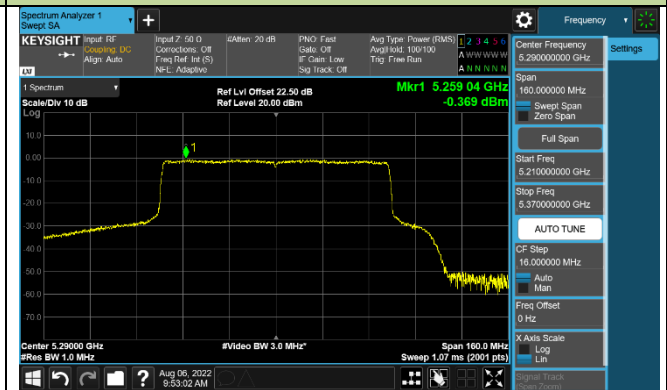 Spectrum Analyzer 1
Swept SA
+
Frequency
KEYSIGHT
Input: RF
Coupling: DC
Align: Auto
Input Z: 50 Ω
Corrections: Off
Freq Ref: Int (S)
NFE: Adaptive
#Atten: 20 dB
PNO: Fast
Gate: Off
IF Gain: Low
Sig Track: Off
Avg Type: Power (RMS)
Avg|Hold: 100/100
Trig: Free Run
1 2 3 4 5 6
A W W W W W
A N N N N N
LXI
1 Spectrum
Scale/Div 10 dB
Ref Lvl Offset 22.50 dB
Ref Level 20.00 dBm
Mkr1 5.259 04 GHz
-0.369 dBm
Log
10.0
0.00
-10.0
-20.0
-30.0
-40.0
-50.0
-60.0
-70.0
1
Center 5.29000 GHz
#Res BW 1.0 MHz
#Video BW 3.0 MHz*
Span 160.0 MHz
Sweep 1.07 ms (2001 pts)
Center Frequency
5.290000000 GHz
Settings
Span
160.000000 MHz
Swept Span
Zero Span
Full Span
Start Freq
5.210000000 GHz
Stop Freq
5.370000000 GHz
AUTO TUNE
CF Step
16.000000 MHz
Auto
Man
Freq Offset
0 Hz
X Axis Scale
Log
Lin
Signal Track
(Span Zoom)
?
Aug 06, 2022
9:53:02 AM